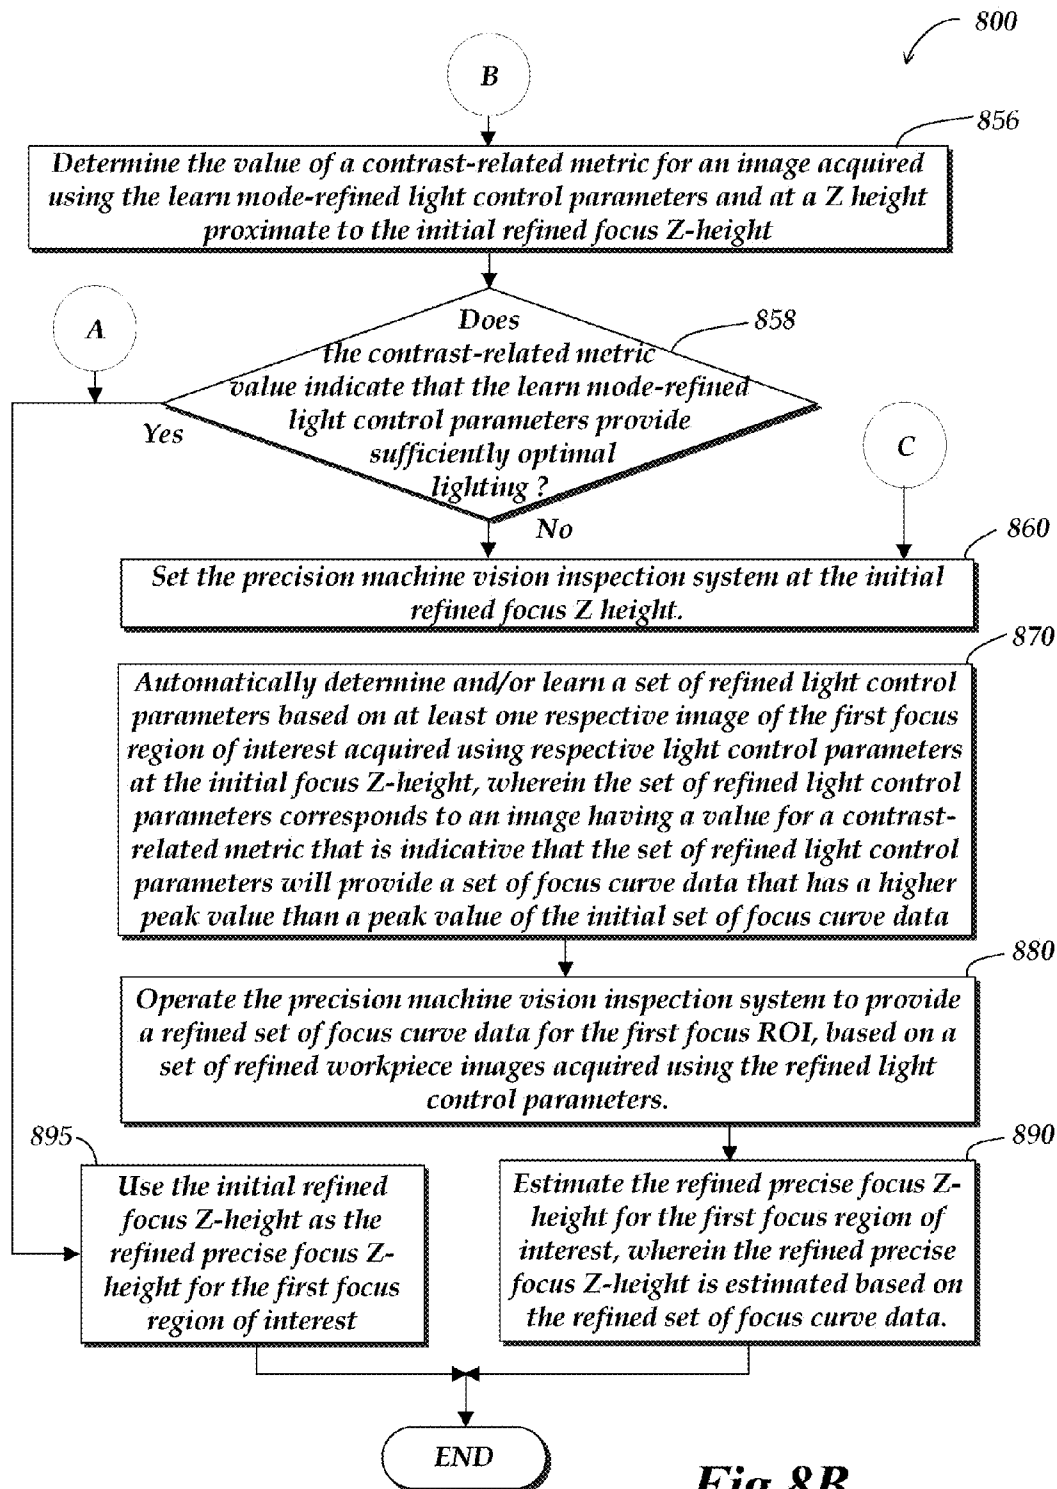 800
B
856
Determine the value of a contrast-related metric for an image acquired
using the learn mode-refined light control parameters and at a Z height
proximate to the initial refined focus Z-height
A
858
Does
the contrast-related metric
value indicate that the learn mode-refined
light control parameters provide
sufficiently optimal
lighting ?
Yes
C
No
860
Set the precision machine vision inspection system at the initial
refined focus Z height.
870
Automatically determine and/or learn a set of refined light control
parameters based on at least one respective image of the first focus
region of interest acquired using respective light control parameters
at the initial focus Z-height, wherein the set of refined light control
parameters corresponds to an image having a value for a contrast-
related metric that is indicative that the set of refined light control
parameters will provide a set of focus curve data that has a higher
peak value than a peak value of the initial set of focus curve data
880
Operate the precision machine vision inspection system to provide
a refined set of focus curve data for the first focus ROI, based on a
set of refined workpiece images acquired using the refined light
control parameters.
895
Use the initial refined
focus Z-height as the
refined precise focus Z-
height for the first focus
region of interest
890
Estimate the refined precise focus Z-
height for the first focus region of
interest, wherein the refined precise
focus Z-height is estimated based on
the refined set of focus curve data.
END
Fig.8B